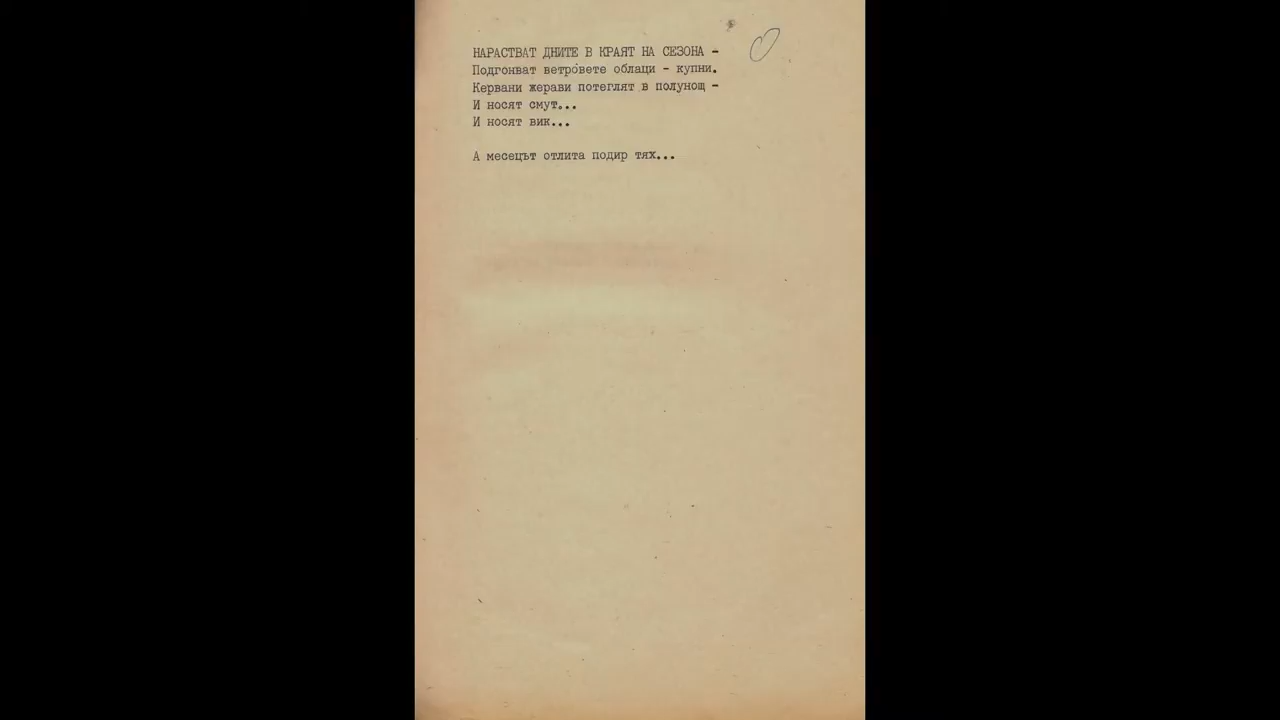 НАРАСТВАТ ДНИТЕ В КРАЯТ НА СЕЗОНА -
Подгонват ветровете облаци - купни.
Кервани жерави потеглят в полунощ -
И носят смут...
И носят вик...
А месецът отлита подир тях...